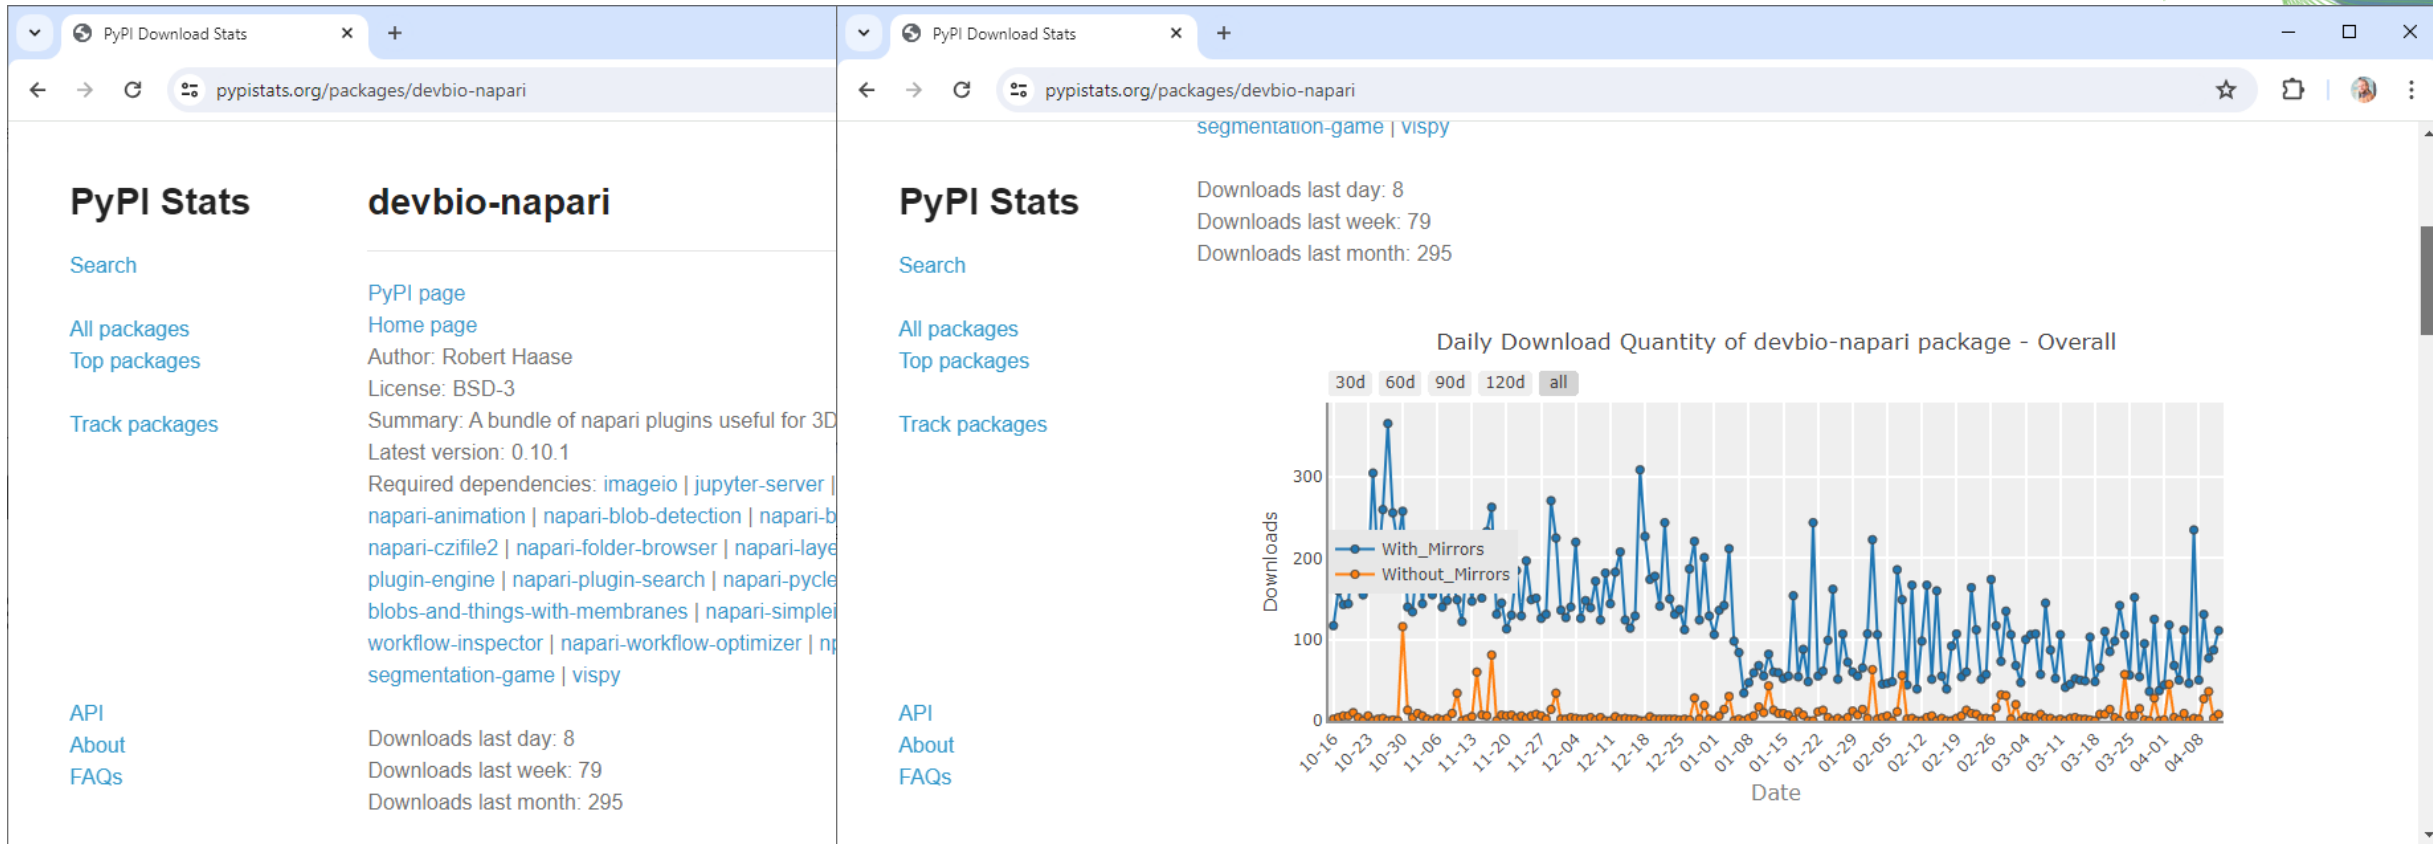 PyPI Download Stats
pypistats.org/packages/devbio-napari
PyPI Stats
Search
All packages
Top packages
Track packages
API
About
FAQs
devbio-napari
PyPI page
Home page
Author: Robert Haase
License: BSD-3
Summary: A bundle of napari plugins useful for 3D
Latest version: 0.10.1
Required dependencies: imageio | jupyter-server |
napari-animation | napari-blob-detection | napari-b
napari-czifile2 | napari-folder-browser | napari-laye
plugin-engine | napari-plugin-search | napari-pycle
blobs-and-things-with-membranes | napari-simplei
workflow-inspector | napari-workflow-optimizer | np
segmentation-game | vispy
Downloads last day: 8
Downloads last week: 79
Downloads last month: 295
PyPI Download Stats
pypistats.org/packages/devbio-napari
PyPI Stats
Search
All packages
Top packages
Track packages
API
About
FAQs
segmentation-game | vispy
Downloads last day: 8
Downloads last week: 79
Downloads last month: 295
Daily Download Quantity of devbio-napari package - Overall
30d 60d 90d 120d all
Downloads
300
200
100
0
With_Mirrors
Without_Mirrors
10-16 10-23 10-30 11-06 11-13 11-20 11-27 12-04 12-11 12-18 12-25 01-01 01-08 01-15 01-22 01-29 02-05 02-12 02-19 02-26 03-04 03-11 03-18 03-25 04-01 04-08
Date